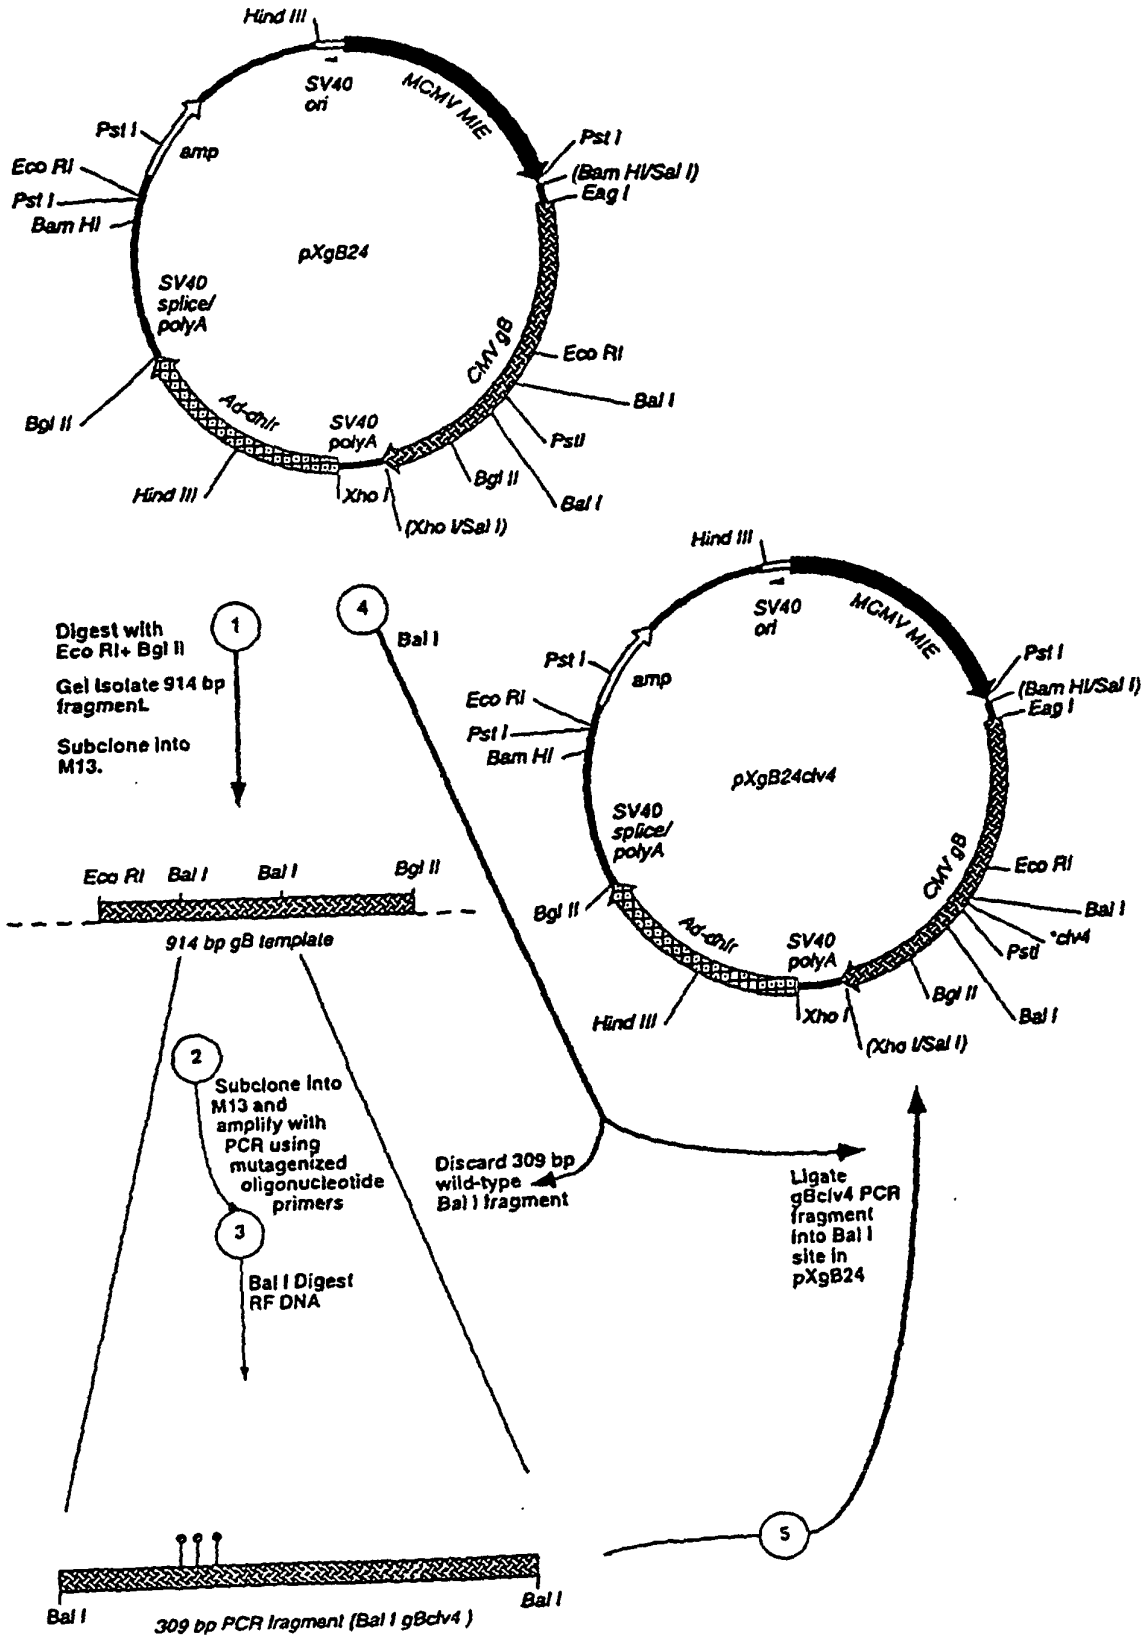 Hind III
SV40
ori
MCMV MIE
Pst I
(Bam HI/Sal I)
Eag I
Pst I
amp
Eco RI
Pst I
Bam HI
pXgB24
SV40
splice/
polyA
CMV gB
Eco RI
Bal I
PstI
Bgl II
Ad-dhfr
SV40
polyA
Bgl II
Hind III
Xho I
Bal I
(Xho I/Sal I)
Hind III
SV40
ori
MCMV MIE
Pst I
(Bam HI/Sal I)
Eag I
Pst I
amp
Eco RI
Pst I
Bam HI
pXgB24clv4
SV40
splice/
polyA
CMV gB
Eco RI
Bal I
*clv4
PstI
Bgl II
Ad-dhfr
SV40
polyA
Bgl II
Hind III
Xho I
Bal I
(Xho I/Sal I)
1
Digest with
Eco RI+ Bgl II
Gel Isolate 914 bp
fragment.
Subclone into
M13.
4
Bal I
Eco RI
Bal I
Bal I
Bgl II
914 bp gB template
2
Subclone into
M13 and
amplify with
PCR using
mutagenized
oligonucleotide
primers
3
Bal I Digest
RF DNA
Discard 309 bp
wild-type
Bal I fragment
Ligate
gBclv4 PCR
fragment
into Bal I
site in
pXgB24
5
Bal I
Bal I
309 bp PCR fragment (Bal I gBclv4)